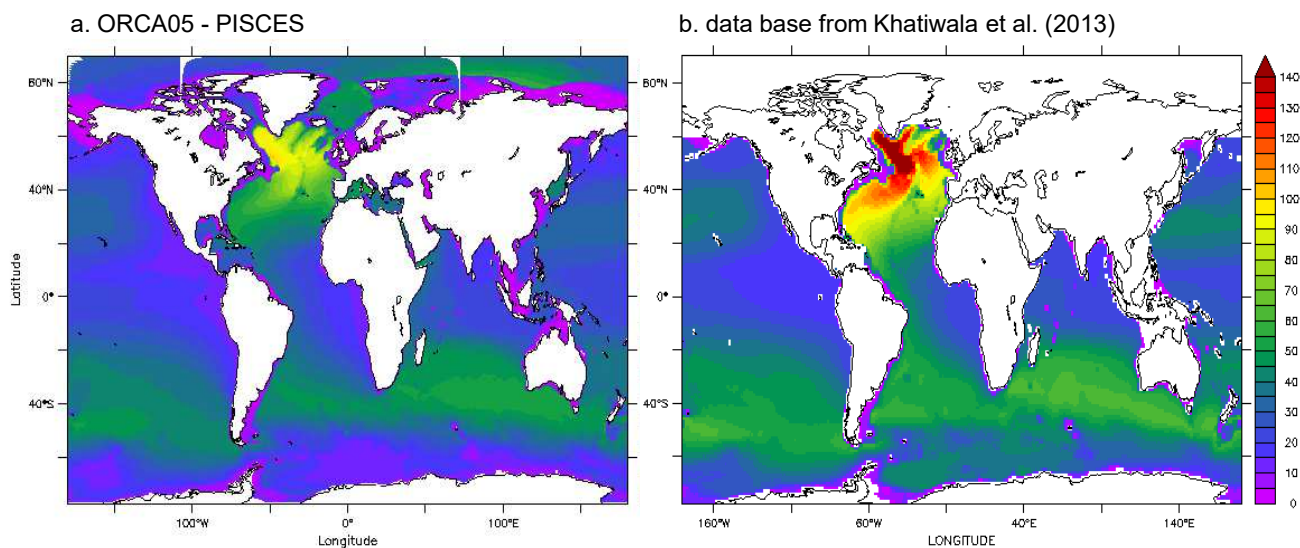 a. ORCA05 - PISCES
b. data base from Khatiwala et al. (2013)
80°N
40°N
0°
40°S
Latitude
100°W 0° 100°E
Longitude
80°N
40°N
0°
40°S
160°W 60°W 40°E 140°E
LONGITUDE
140
130
120
110
100
90
80
70
60
50
40
30
20
10
0